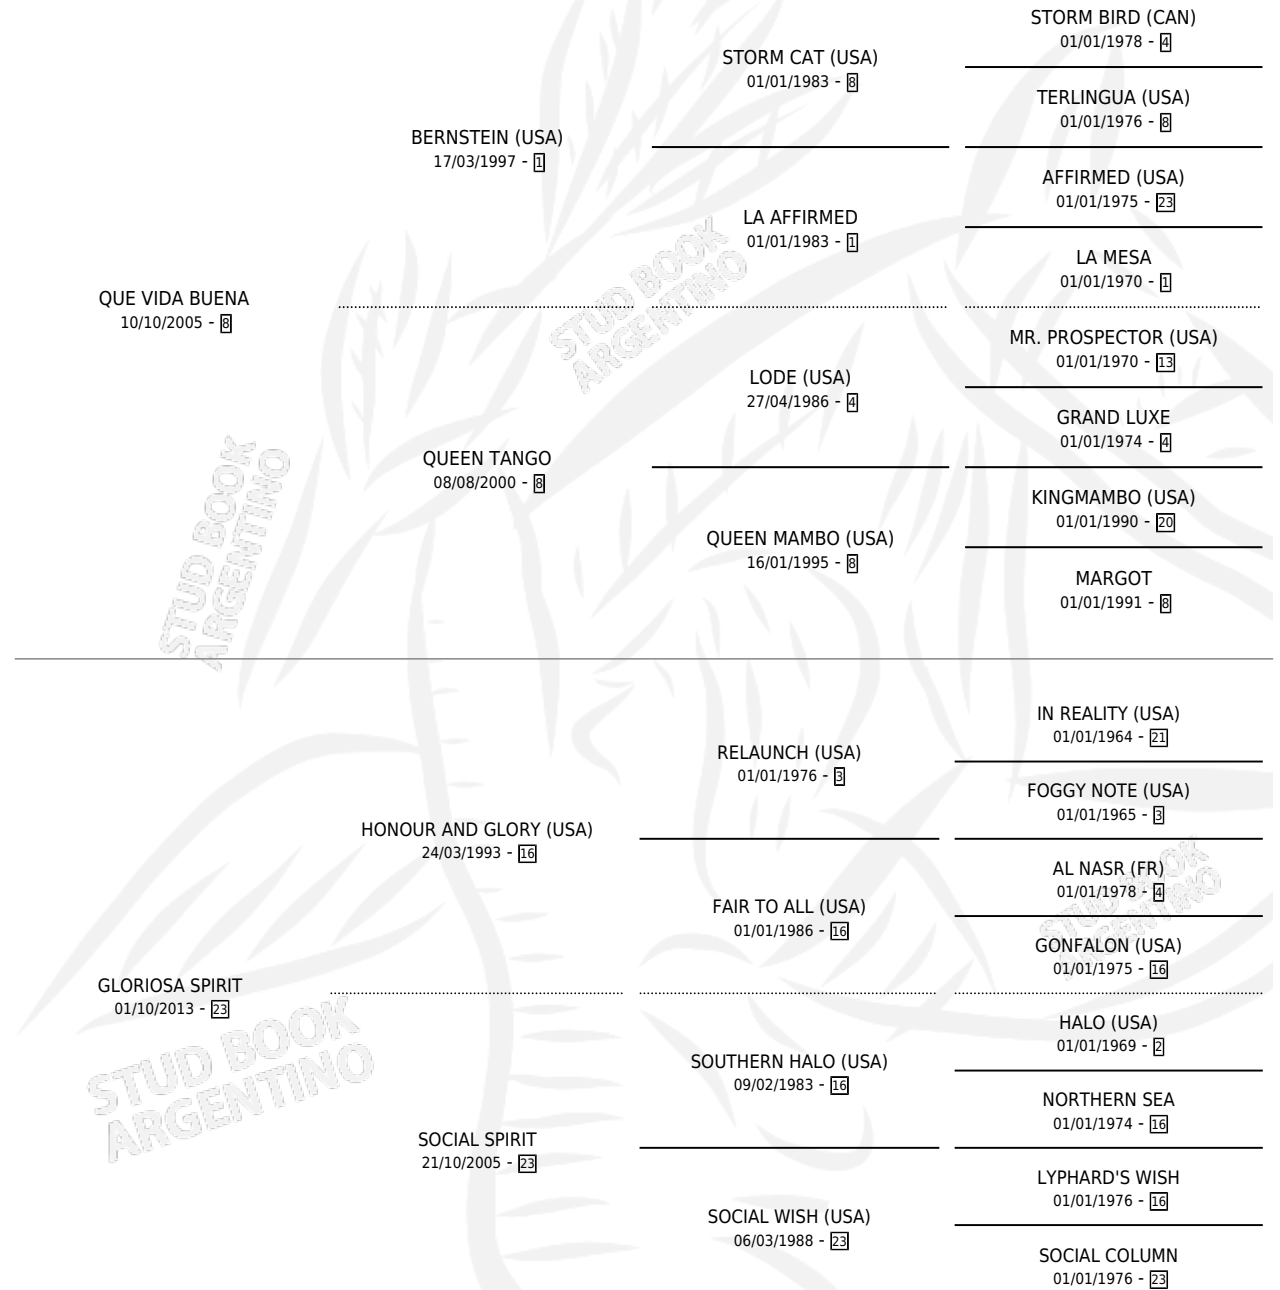 STORM BIRD (CAN)
01/01/1978 - 4
STORM CAT (USA)
01/01/1983 - 8
TERLINGUA (USA)
01/01/1976 - 8
BERNSTEIN (USA)
17/03/1997 - 1
AFFIRMED (USA)
01/01/1975 - 23
LA AFFIRMED
01/01/1983 - 1
LA MESA
01/01/1970 - 1
QUE VIDA BUENA
10/10/2005 - 8
STUD BOOK
ARGENTINO
MR. PROSPECTOR (USA)
01/01/1970 - 13
LODE (USA)
27/04/1986 - 4
GRAND LUXE
01/01/1974 - 4
QUEEN TANGO
08/08/2000 - 8
KINGMAMBO (USA)
01/01/1990 - 20
QUEEN MAMBO (USA)
16/01/1995 - 8
MARGOT
01/01/1991 - 8
STUD BOOK
ARGENTINO
IN REALITY (USA)
01/01/1964 - 21
RELAUNCH (USA)
01/01/1976 - 3
FOGGY NOTE (USA)
01/01/1965 - 3
HONOUR AND GLORY (USA)
24/03/1993 - 16
AL NASR (FR)
01/01/1978 - 4
FAIR TO ALL (USA)
01/01/1986 - 16
STUD BOOK
ARGENTINO
GONFALON (USA)
01/01/1975 - 16
GLORIOSA SPIRIT
01/10/2013 - 23
STUD BOOK
ARGENTINO
HALO (USA)
01/01/1969 - 2
SOUTHERN HALO (USA)
09/02/1983 - 16
NORTHERN SEA
01/01/1974 - 16
SOCIAL SPIRIT
21/10/2005 - 23
LYPHARD'S WISH
01/01/1976 - 16
SOCIAL WISH (USA)
06/03/1988 - 23
SOCIAL COLUMN
01/01/1976 - 23